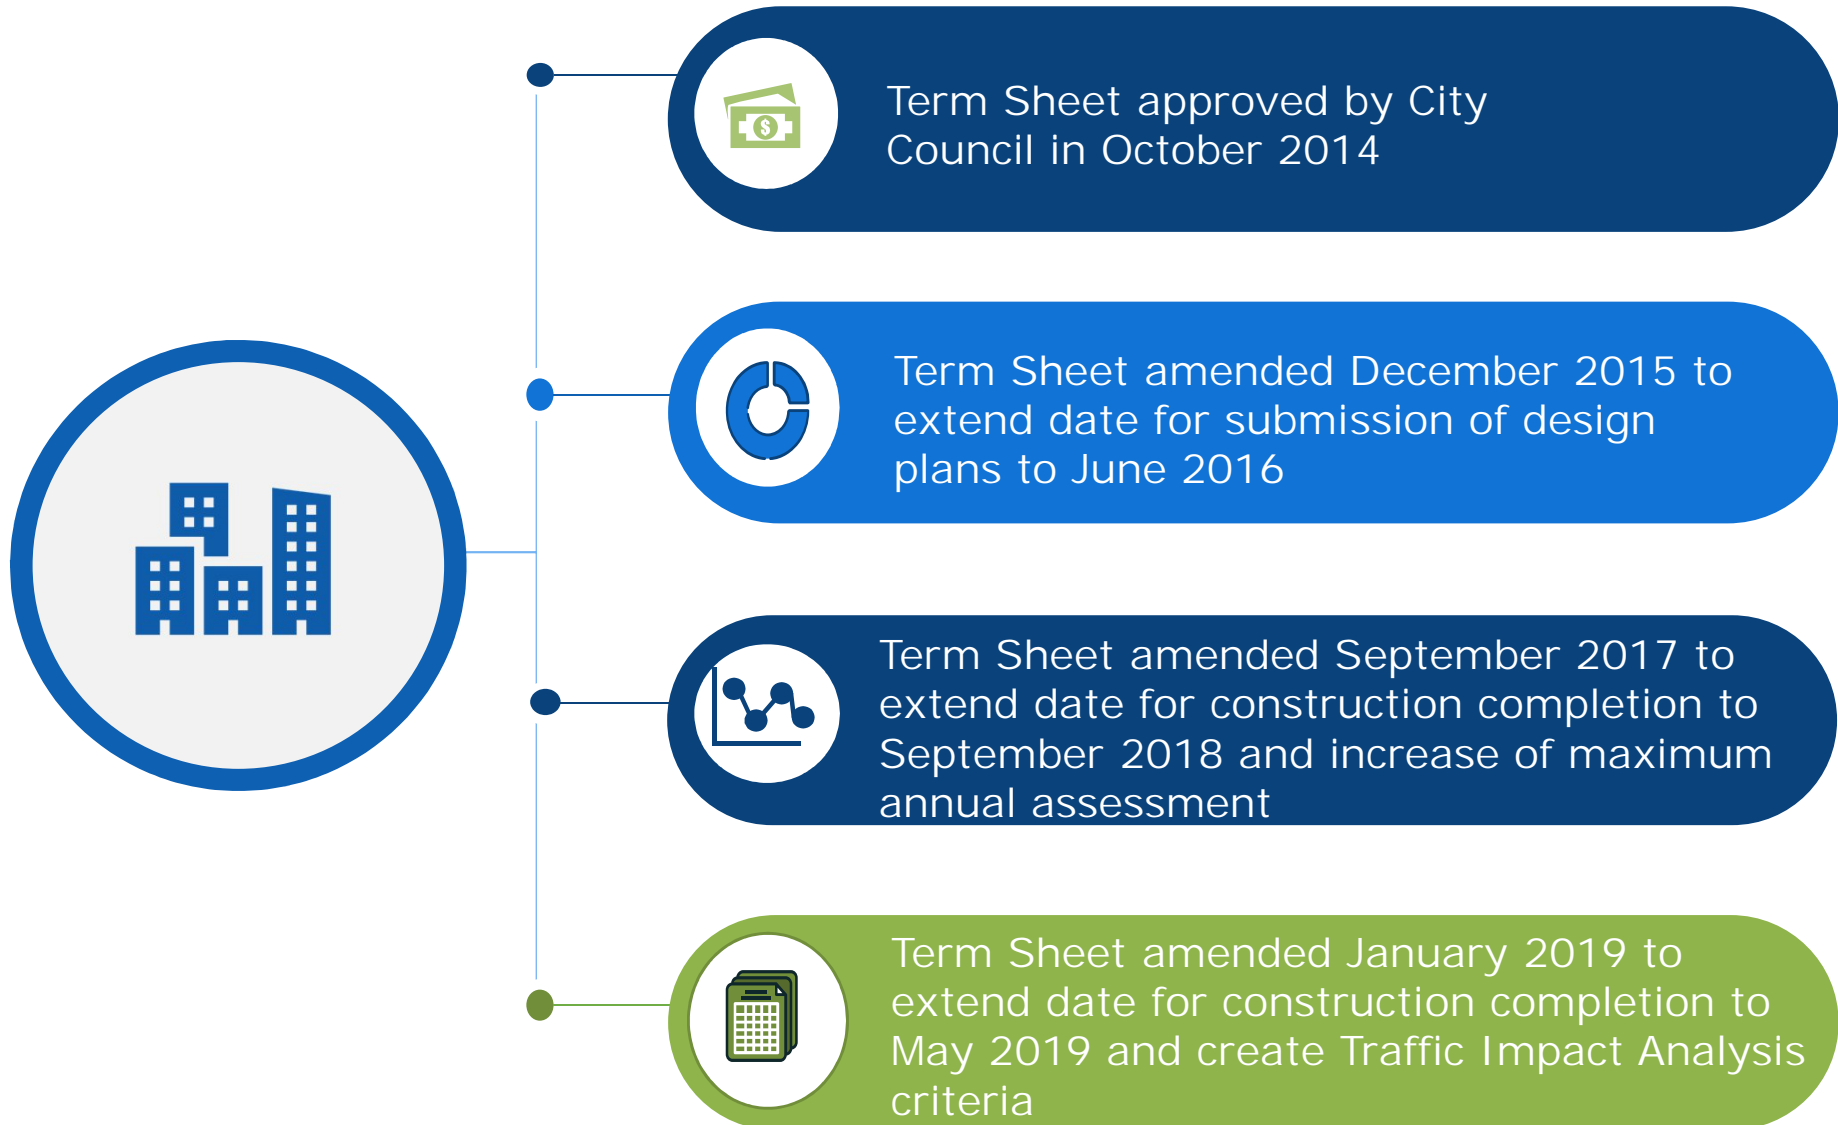 Term Sheet approved by City
Council in October 2014
Term Sheet amended December 2015 to
extend date for submission of design
plans to June 2016
Term Sheet amended September 2017 to
extend date for construction completion to
September 2018 and increase of maximum
annual assessment
Term Sheet amended January 2019 to
extend date for construction completion to
May 2019 and create Traffic Impact Analysis
criteria